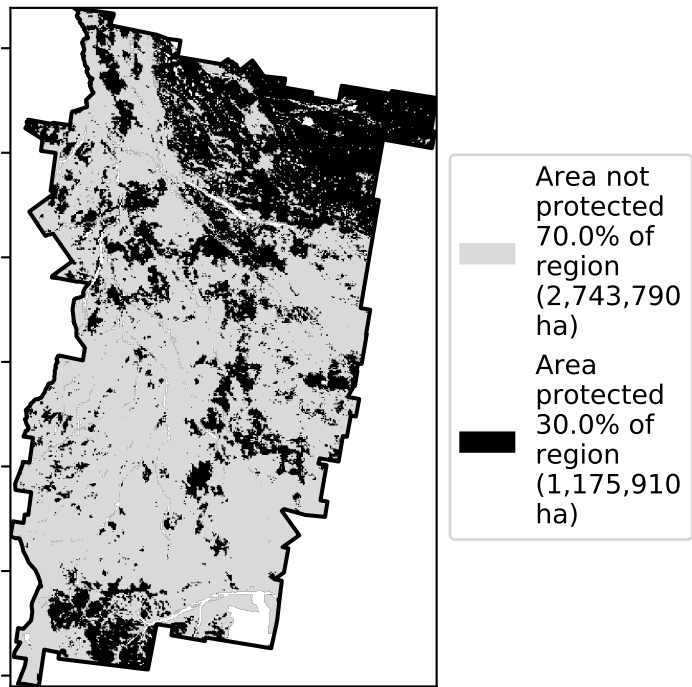 Area not
protected
70.0% of
region
(2,743,790
ha)
Area
protected
30.0% of
region
(1,175,910
ha)